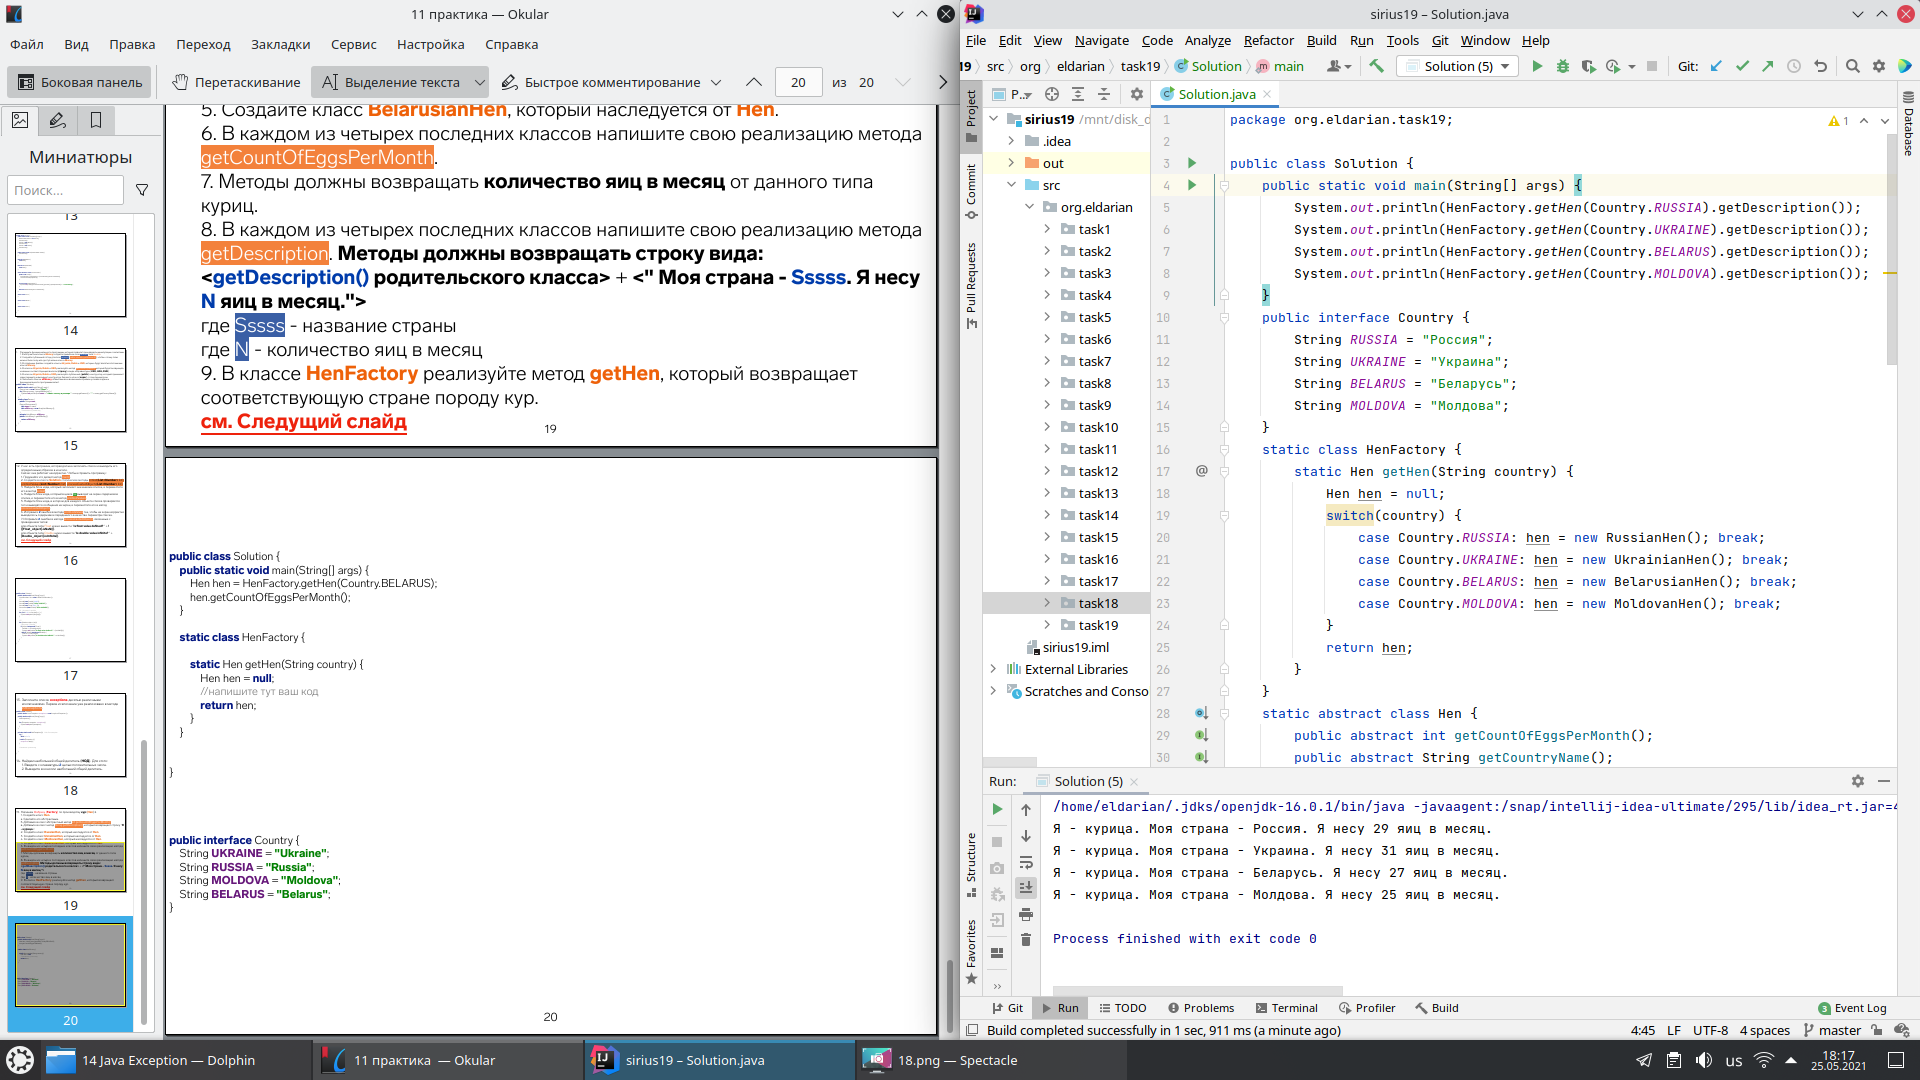 11 практика — Okular
Файл Вид Правка Переход Закладки Сервис Настройка Справка
Боковая панель Перетаскивание Выделение текста Быстрое комментирование 20 из 20
Миниатюры
Поиск...
13
14
15
16
17
18
19
20
5. Создайте класс BelarusianHen, который наследуется от Hen.
6. В каждом из четырех последних классов напишите свою реализацию метода
getCountOfEggsPerMonth.
7. Методы должны возвращать количество яиц в месяц от данного типа
куриц.
8. В каждом из четырех последних классов напишите свою реализацию метода
getDescription. Методы должны возвращать строку вида:
<getDescription() родительского класса> + <" Моя страна - Sssss. Я несу
N яиц в месяц.">
где Sssss - название страны
где N - количество яиц в месяц
9. В классе HenFactory реализуйте метод getHen, который возвращает
соответствующую стране породу кур.
см. Следущий слайд
19
public class Solution {
public static void main(String[] args) {
Hen hen = HenFactory.getHen(Country.BELARUS);
hen.getCountOfEggsPerMonth();
}
static class HenFactory {
static Hen getHen(String country) {
Hen hen = null;
//напишите тут ваш код
return hen;
}
}
}
public interface Country {
String UKRAINE = "Ukraine";
String RUSSIA = "Russia";
String MOLDOVA = "Moldova";
String BELARUS = "Belarus";
}
20
sirius19 – Solution.java
File Edit View Navigate Code Analyze Refactor Build Run Tools Git Window Help
19 src org eldarian task19 Solution main Solution (5) Git:
Project
Commit
Pull Requests
Structure
Favorites
Database
P..
Solution.java
sirius19 /mnt/disk_d
.idea
out
src
org.eldarian
task1
task2
task3
task4
task5
task6
task7
task8
task9
task10
task11
task12
task13
task14
task15
task16
task17
task18
task19
sirius19.iml
External Libraries
Scratches and Conso
1
1 package org.eldarian.task19;
2
3 public class Solution {
4 public static void main(String[] args) {
5 System.out.println(HenFactory.getHen(Country.RUSSIA).getDescription());
6 System.out.println(HenFactory.getHen(Country.UKRAINE).getDescription());
7 System.out.println(HenFactory.getHen(Country.BELARUS).getDescription());
8 System.out.println(HenFactory.getHen(Country.MOLDOVA).getDescription());
9 }
10 public interface Country {
11 String RUSSIA = "Россия";
12 String UKRAINE = "Украина";
13 String BELARUS = "Беларусь";
14 String MOLDOVA = "Молдова";
15 }
16 static class HenFactory {
17 @ static Hen getHen(String country) {
18 Hen hen = null;
19 switch(country) {
20 case Country.RUSSIA: hen = new RussianHen(); break;
21 case Country.UKRAINE: hen = new UkrainianHen(); break;
22 case Country.BELARUS: hen = new BelarusianHen(); break;
23 case Country.MOLDOVA: hen = new MoldovanHen(); break;
24 }
25 return hen;
26 }
27 }
28 static abstract class Hen {
29 public abstract int getCountOfEggsPerMonth();
30 public abstract String getCountryName();
Run: Solution (5)
/home/eldarian/.jdks/openjdk-16.0.1/bin/java -javaagent:/snap/intellij-idea-ultimate/295/lib/idea_rt.jar=4
Я - курица. Моя страна - Россия. Я несу 29 яиц в месяц.
Я - курица. Моя страна - Украина. Я несу 31 яиц в месяц.
Я - курица. Моя страна - Беларусь. Я несу 27 яиц в месяц.
Я - курица. Моя страна - Молдова. Я несу 25 яиц в месяц.
Process finished with exit code 0
Git Run TODO Problems Terminal Profiler Build 3 Event Log
Build completed successfully in 1 sec, 911 ms (a minute ago) 4:45 LF UTF-8 4 spaces master
14 Java Exception — Dolphin 11 практика — Okular sirius19 – Solution.java 18.png — Spectacle us 18:17
25.05.2021